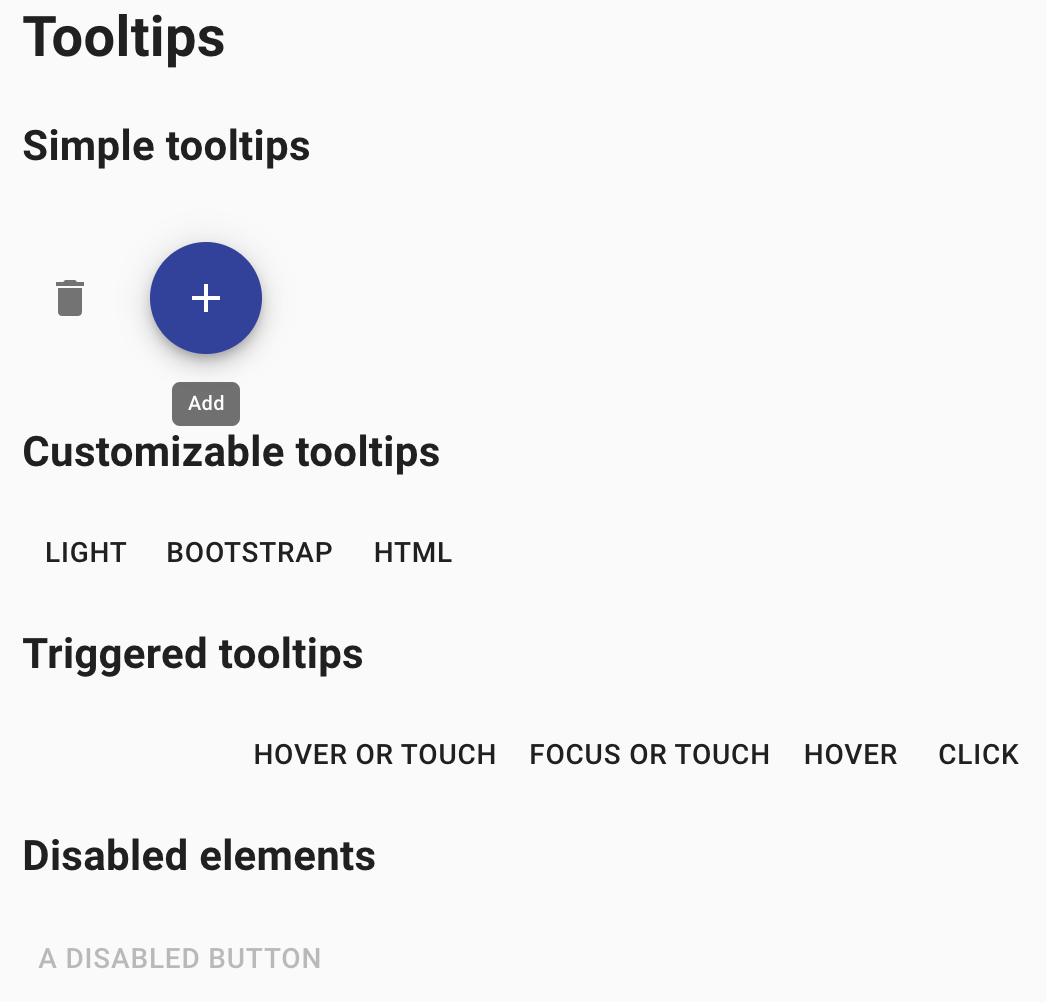 Tooltips
Simple tooltips
Add
Customizable tooltips
LIGHT BOOTSTRAP HTML
Triggered tooltips
HOVER OR TOUCH FOCUS OR TOUCH HOVER CLICK
Disabled elements
A DISABLED BUTTON